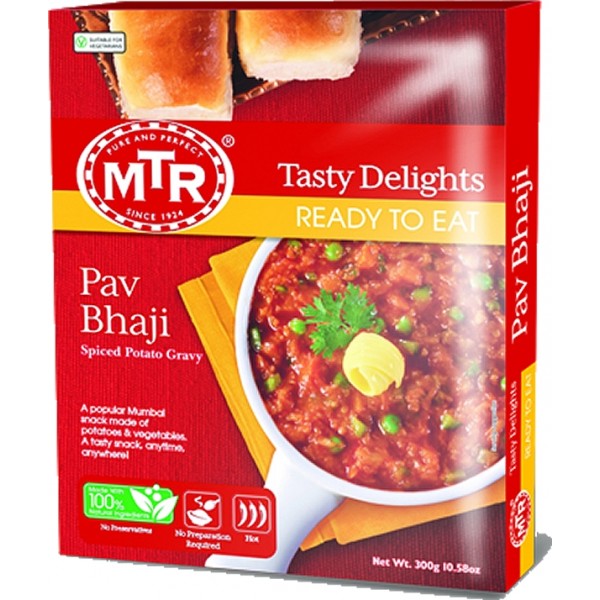 SUITABLE FOR
VEGETARIANS
PURE AND PERFECT
MTR®
SINCE 1924
Tasty Delights
READY TO EAT
Pav
Bhaji
Spiced Potato Gravy
A popular Mumbai
snack made of
potatoes & vegetables.
A tasty snack, anytime,
anywhere!
Made With
100%
Natural Ingredients
No Preservatives
No Preparation
Required
Hot
Net Wt. 300g 10.58oz
Pav Bhaji
Tasty Delights
READY TO EAT
MTR